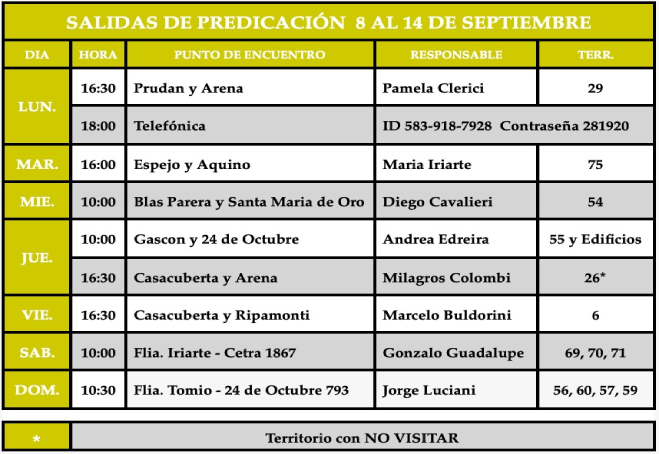 SALIDAS DE PREDICACIÓN 8 AL 14 DE SEPTIEMBRE
DIA HORA PUNTO DE ENCUENTRO RESPONSABLE TERR.
LUN. 16:30 Prudan y Arena Pamela Clerici 29
18:00 Telefónica ID 583-918-7928 Contraseña 281920
MAR. 16:00 Espejo y Aquino Maria Iriarte 75
MIE. 10:00 Blas Parera y Santa Maria de Oro Diego Cavalieri 54
JUE. 10:00 Gascon y 24 de Octubre Andrea Edreira 55 y Edificios
16:30 Casacuberta y Arena Milagros Colombi 26*
VIE. 16:30 Casacuberta y Ripamonti Marcelo Buldorini 6
SAB. 10:00 Flia. Iriarte - Cetra 1867 Gonzalo Guadalupe 69, 70, 71
DOM. 10:30 Flia. Tomio - 24 de Octubre 793 Jorge Luciani 56, 60, 57, 59
* Territorio con NO VISITAR